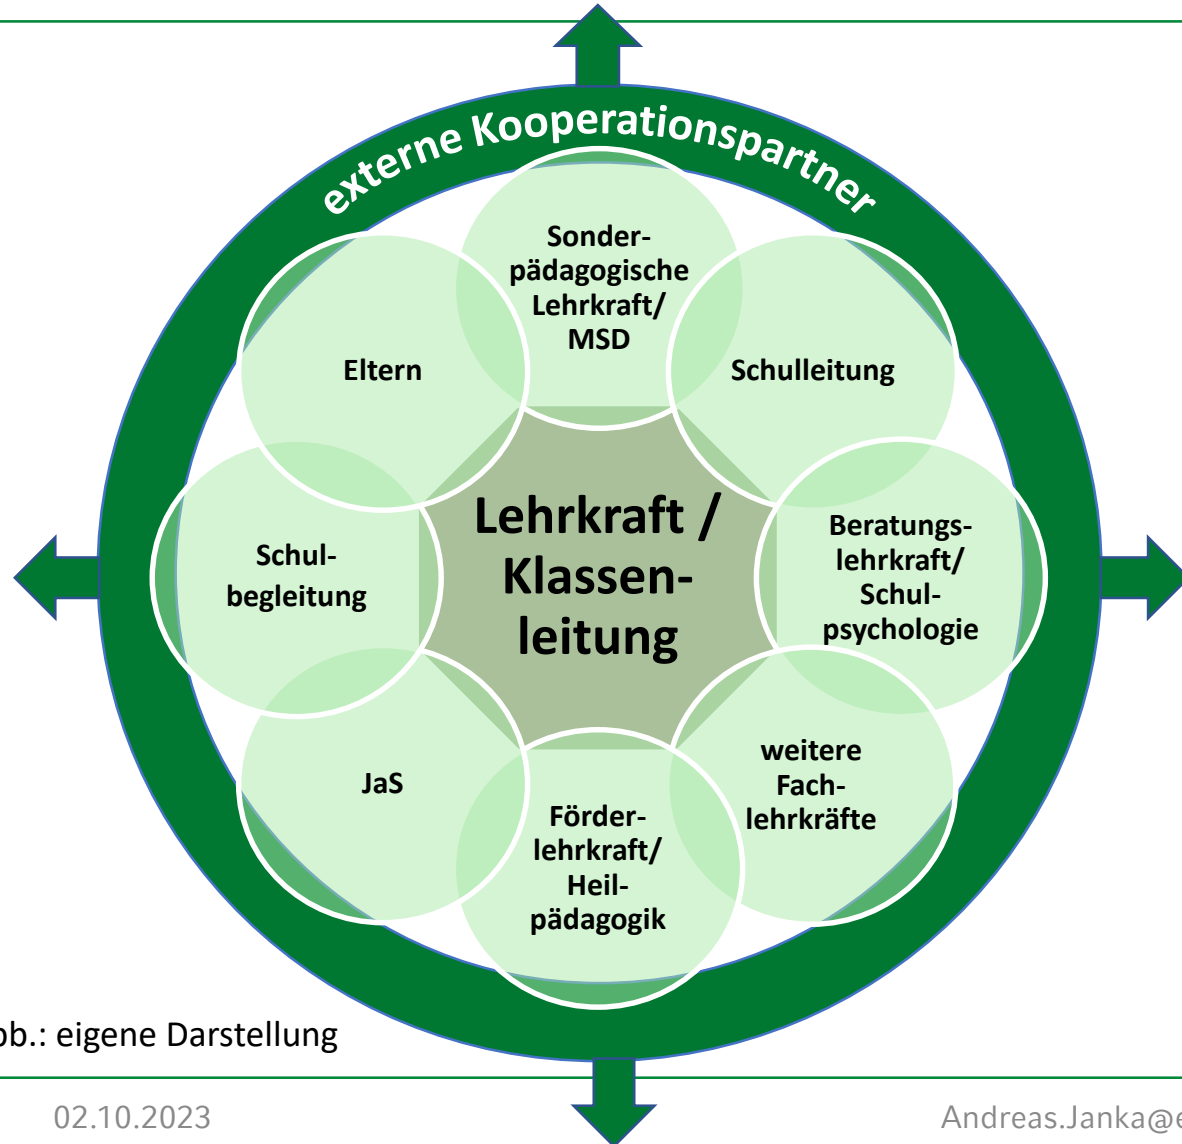 externe Kooperationspartner
Sonder-
pädagogische
Lehrkraft/
MSD
Eltern
Schulleitung
Lehrkraft /
Klassen-
leitung
Beratungs-
lehrkraft/
Schul-
psychologie
Schul-
begleitung
weitere
Fach-
lehrkräfte
JaS
Förder-
lehrkraft/
Heil-
pädagogik
bb.: eigene Darstellung
02.10.2023
Andreas.Janka@e